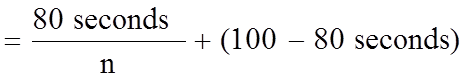 = 80 seconds / n + (100 – 80 seconds)